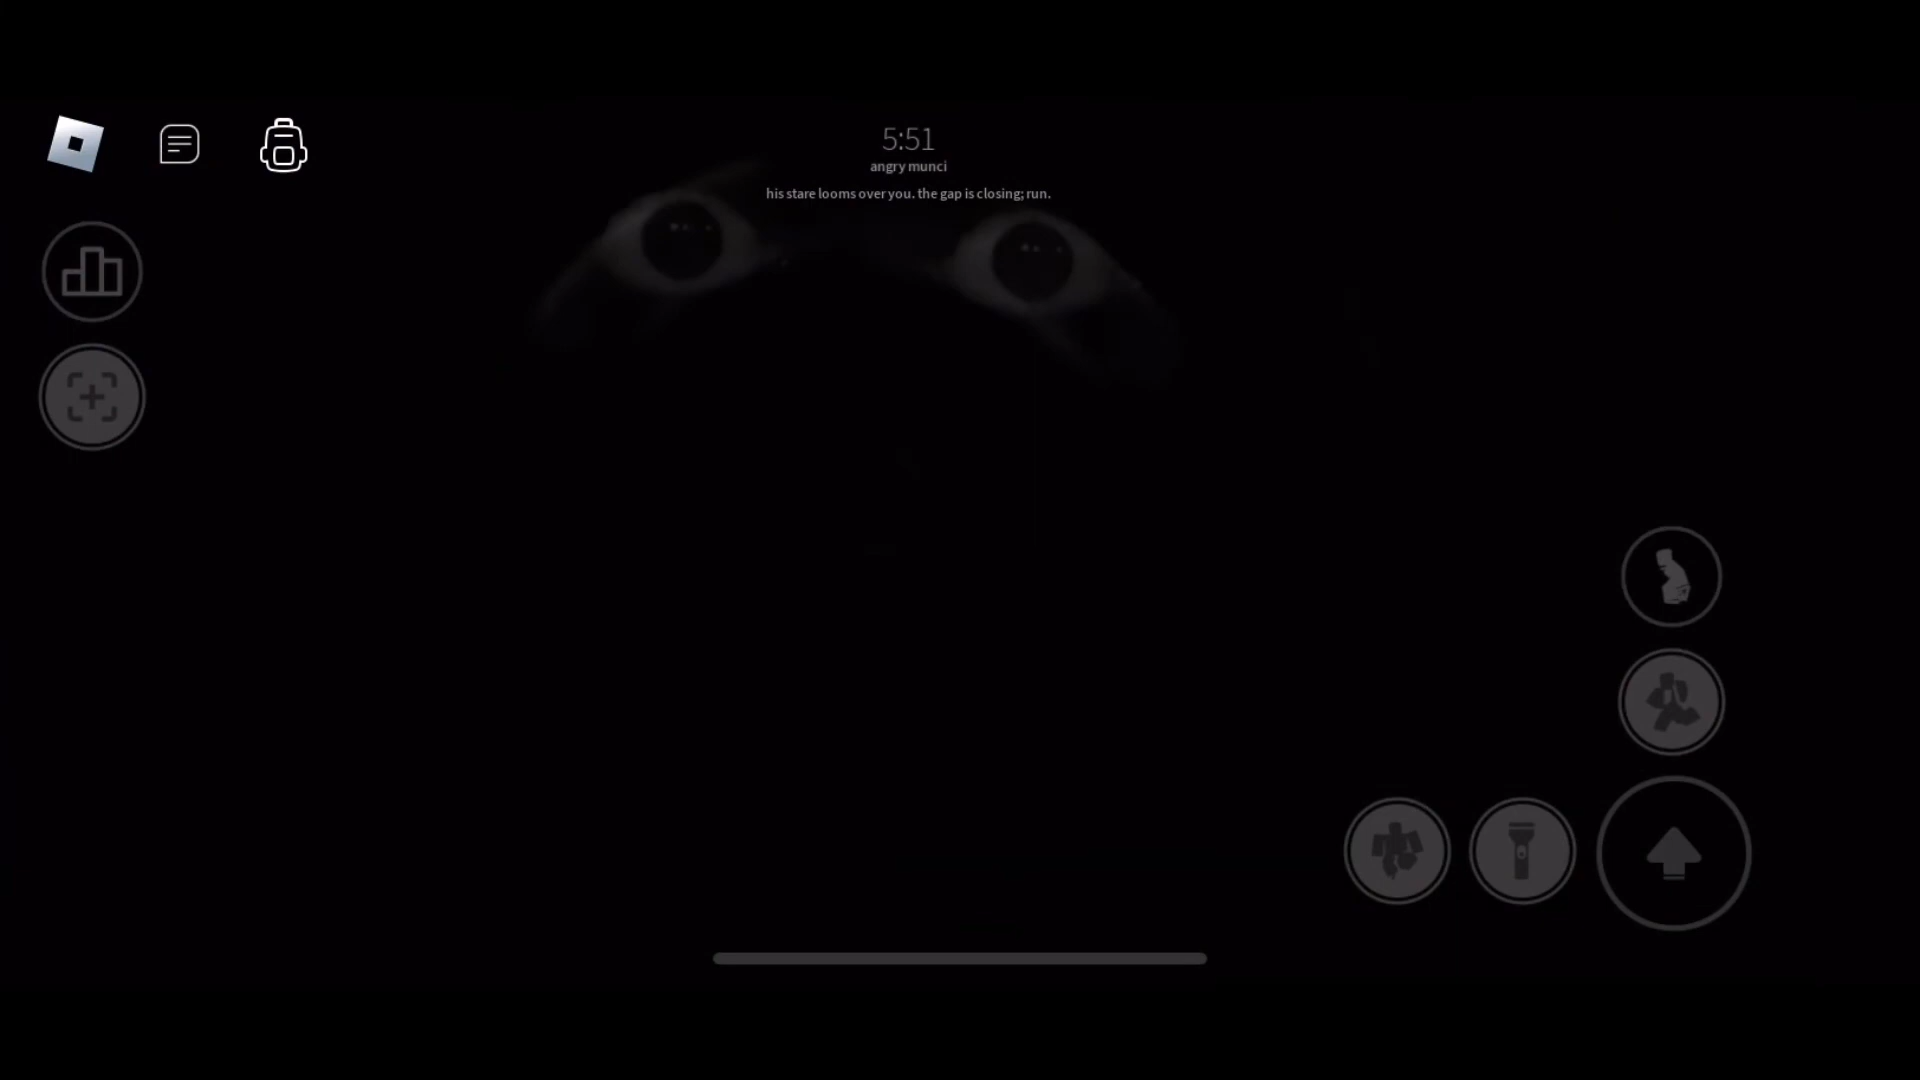 5:51
angry munci
his stare looms over you. the gap is closing; run.